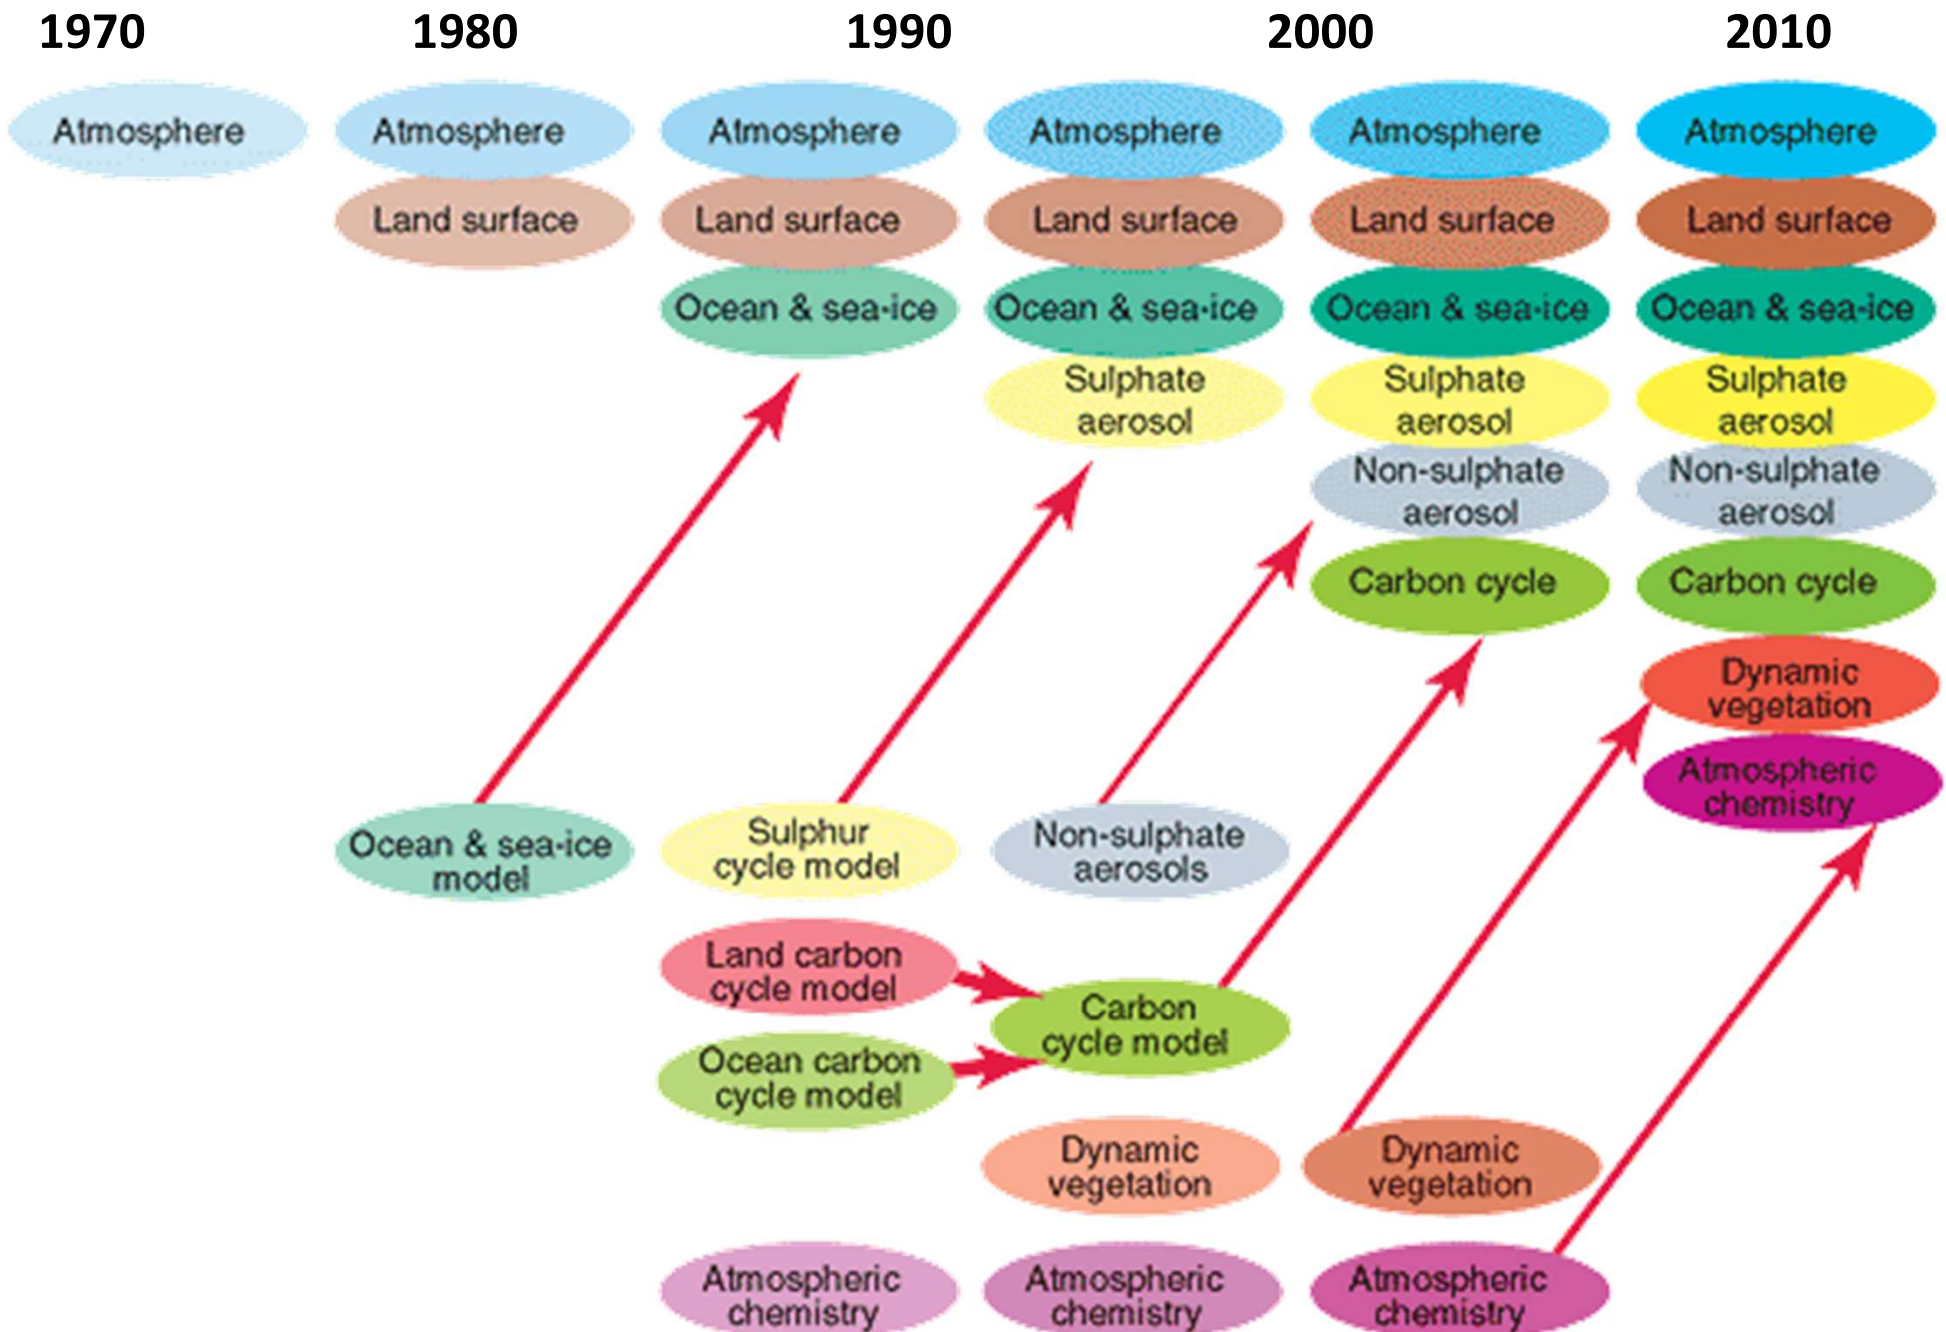 1970 1980 1990 2000 2010
Atmosphere Atmosphere Atmosphere Atmosphere Atmosphere Atmosphere
Land surface Land surface Land surface Land surface Land surface
Ocean & sea-ice Ocean & sea-ice Ocean & sea-ice Ocean & sea-ice
Sulphate Sulphate Sulphate
aerosol aerosol aerosol
Non-sulphate Non-sulphate
aerosol aerosol
Carbon cycle Carbon cycle
Dynamic
vegetation
Atmospheric
chemistry
Ocean & sea-ice
model
Sulphur
cycle model
Non-sulphate
aerosols
Land carbon
cycle model
Carbon
cycle model
Ocean carbon
cycle model
Dynamic Dynamic
vegetation vegetation
Atmospheric Atmospheric Atmospheric
chemistry chemistry chemistry